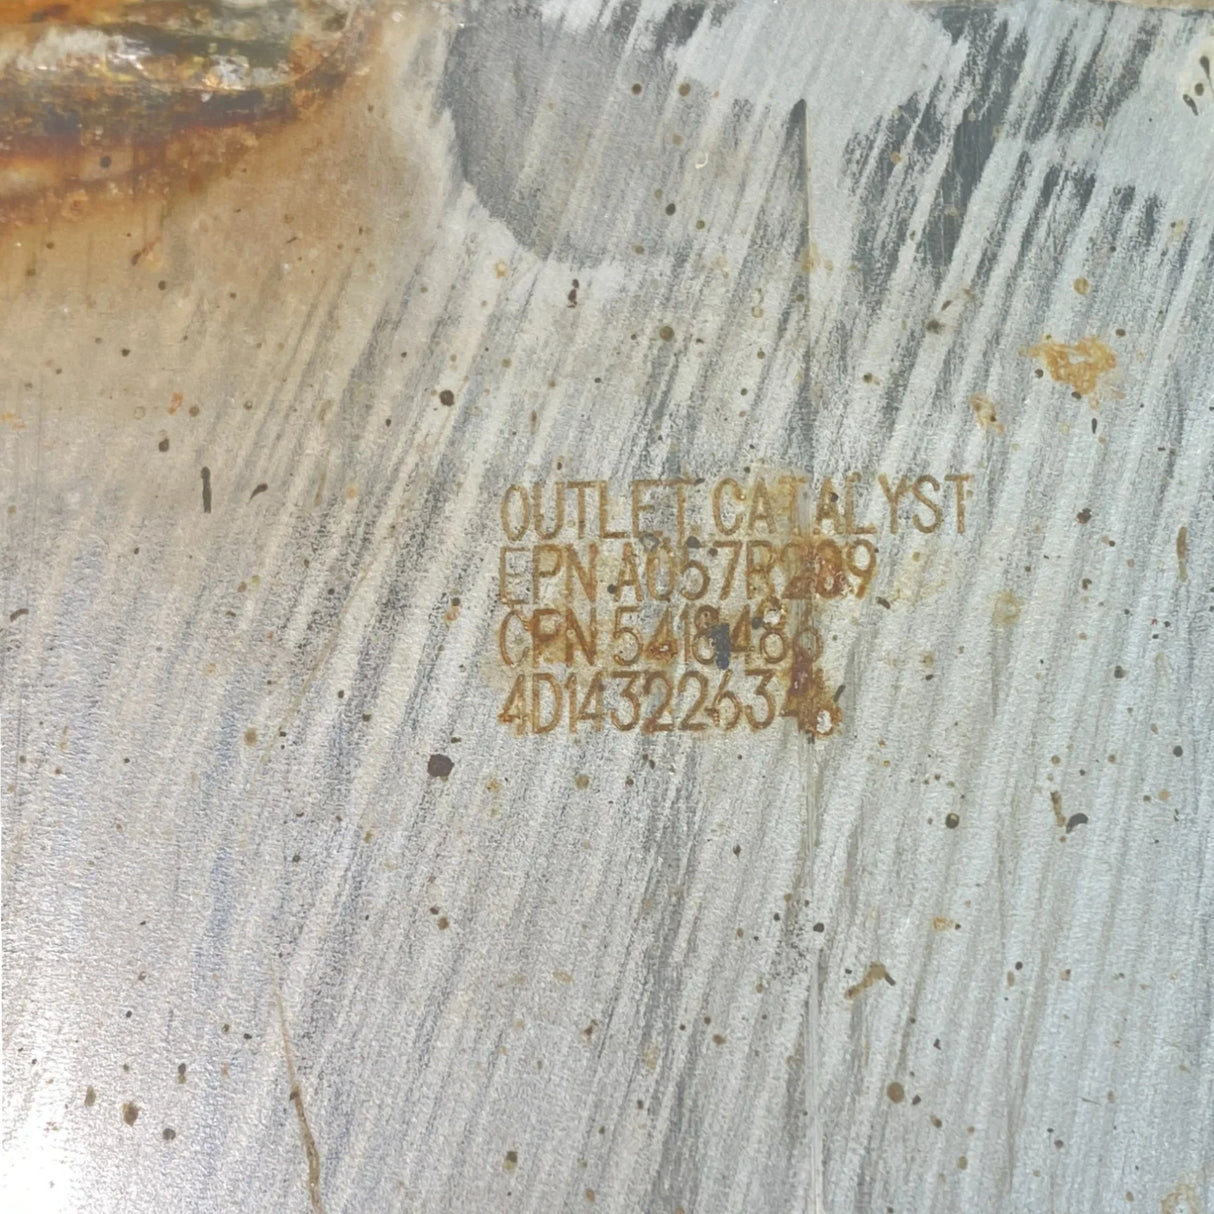 OUTLET CATALYST
EPN A057R209
CPN 5418486
4D14322634